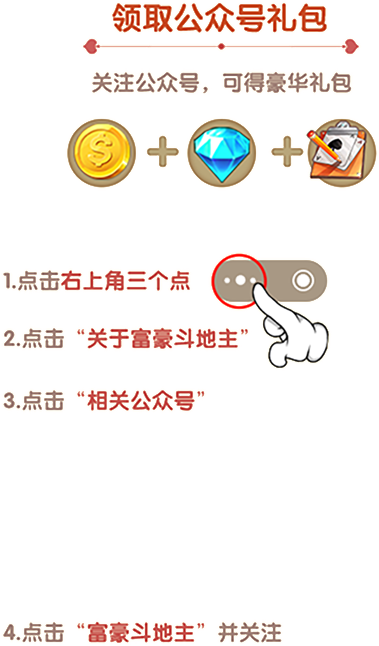 领取公众号礼包
关注公众号，可得豪华礼包
1.点击右上角三个点
2.点击“关于富豪斗地主”
3.点击“相关公众号”
4.点击“富豪斗地主”并关注